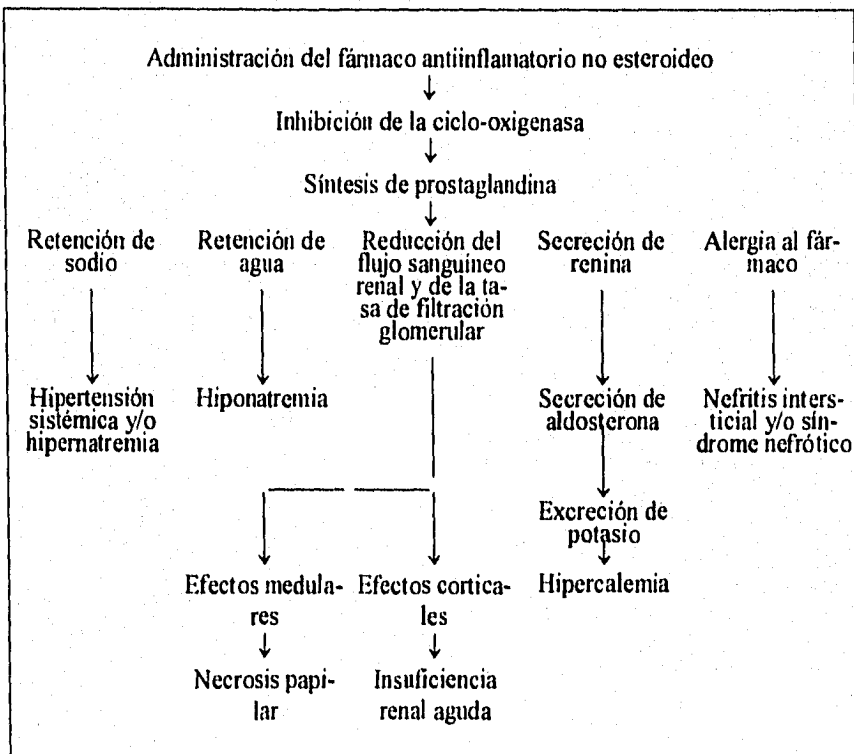 Administración del fármaco antiinflamatorio no esteroideo
Inhibición de la ciclo-oxigenasa
Síntesis de prostaglandina
Retención de
sodio
Retención de
agua
Reducción del
flujo sanguíneo
renal y de la ta-
sa de filtración
glomerular
Secreción de
renina
Alergia al fár-
maco
Hipertensión
sistémica y/o
hipernatremia
Hiponatremia
Secreción de
aldosterona
Nefritis inters-
ticial y/o sín-
drome nefrótico
Excreción de
potasio
Hipercalemia
Efectos medula-
res
Efectos cortica-
les
Necrosis papi-
lar
Insuficiencia
renal aguda